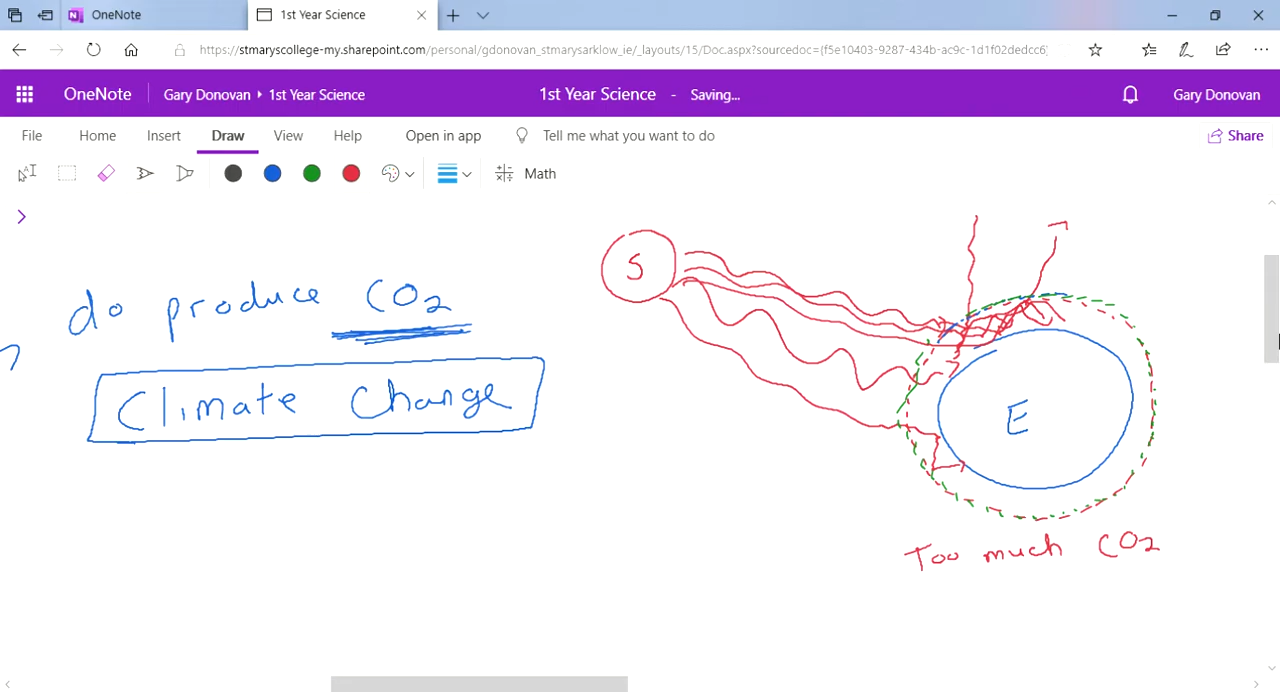 OneNote
1st Year Science
https://stmaryscollege-my.sharepoint.com/personal/gdonovan_stmarysarklow_ie/_layouts/15/Doc.aspx?sourcedoc={f5e10403-9287-434b-ac9c-1d1f02dedcc6}
OneNote
Gary Donovan ▸ 1st Year Science
1st Year Science - Saving...
Gary Donovan
File Home Insert Draw View Help Open in app Tell me what you want to do Share
Math
do produce CO2
Climate Change
S
E
Too much CO2